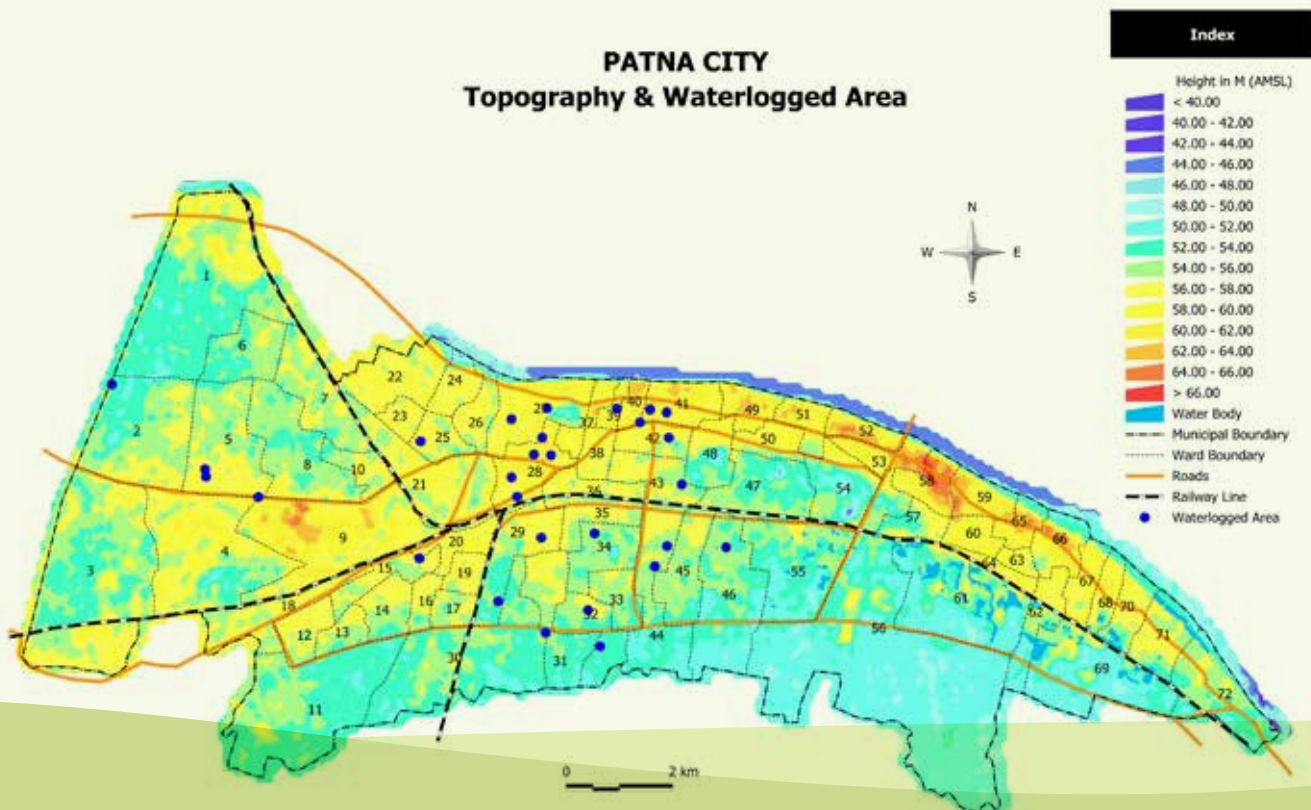 PATNA CITY
Topography & Waterlogged Area
Index
Height in M (AMSL)
< 40.00
40.00 - 42.00
42.00 - 44.00
44.00 - 46.00
46.00 - 48.00
48.00 - 50.00
50.00 - 52.00
52.00 - 54.00
54.00 - 56.00
56.00 - 58.00
58.00 - 60.00
60.00 - 62.00
62.00 - 64.00
64.00 - 66.00
> 66.00
Water Body
Municipal Boundary
Ward Boundary
Roads
Railway Line
Waterlogged Area
N
W
E
S
1
6
7
22
24
23
25
26
2
5
8
10
21
28
37
39
40
41
49
51
52
38
42
48
50
53
36
43
47
54
58
59
57
65
66
3
4
9
15
20
29
35
34
60
64
63
18
14
16
19
17
12
13
33
32
45
46
55
61
62
67
68
70
71
11
30
31
44
56
69
72
0
2 km